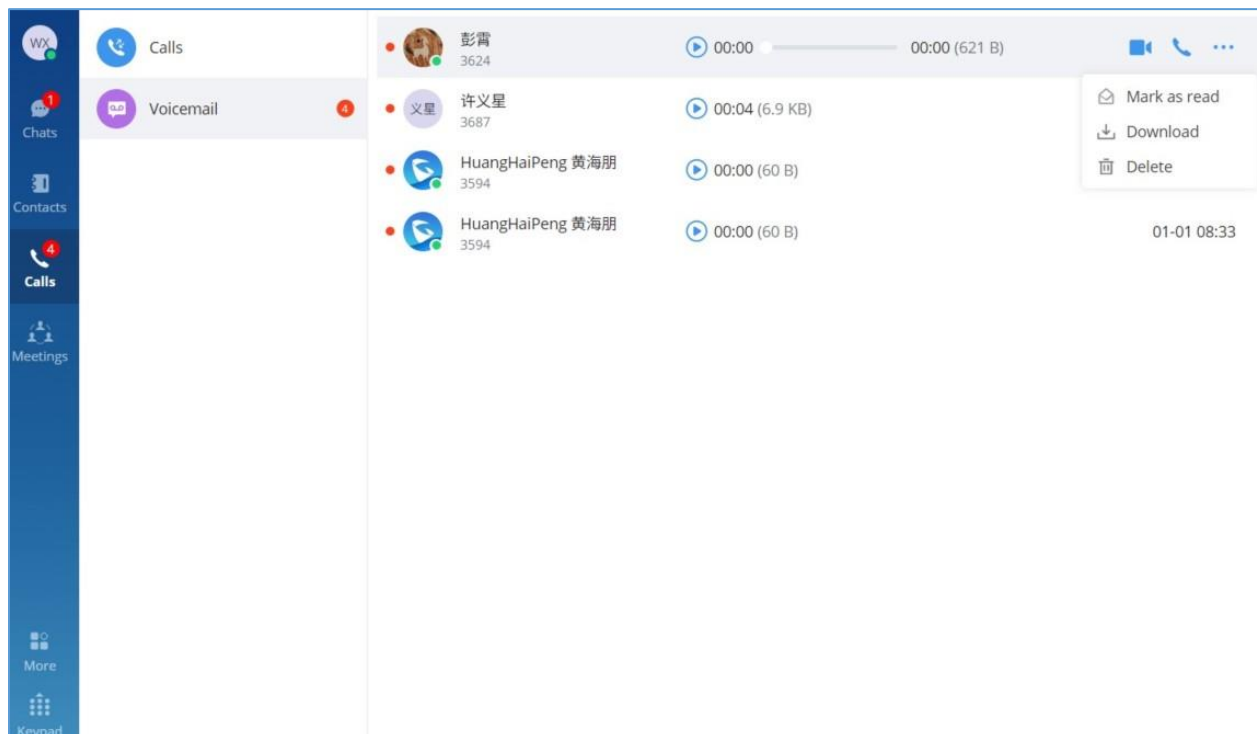 WX
1
Chats
Contacts
4
Calls
Meetings
More
Keypad
Calls
Voicemail
4
彭霄
3624
00:00
00:00 (621 B)
Mark as read
Download
Delete
义星
许义星
3687
00:04 (6.9 KB)
HuangHaiPeng 黄海朋
3594
00:00 (60 B)
HuangHaiPeng 黄海朋
3594
00:00 (60 B)
01-01 08:33